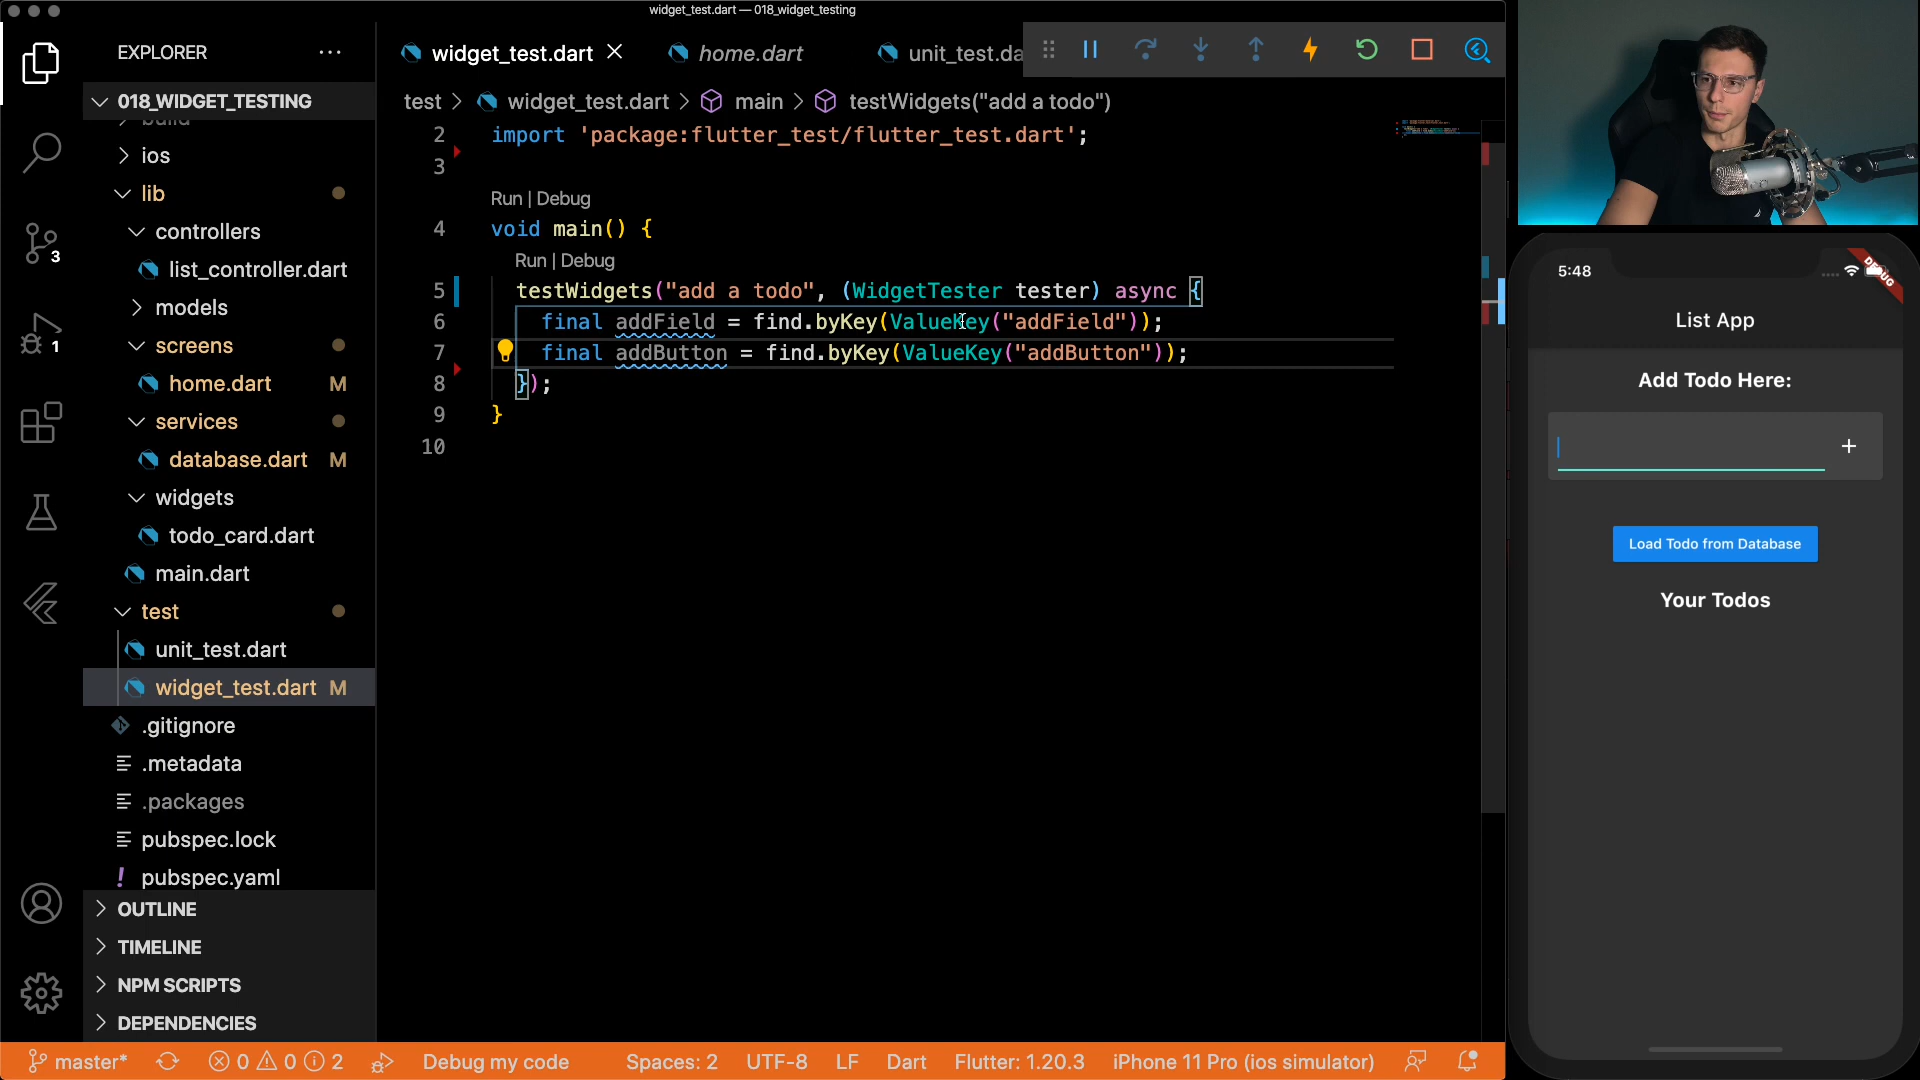 widget_test.dart — 018_widget_testing
EXPLORER
018_WIDGET_TESTING
build
ios
lib
controllers
list_controller.dart
models
screens
home.dart M
services
database.dart M
widgets
todo_card.dart
main.dart
test
unit_test.dart
widget_test.dart M
.gitignore
.metadata
.packages
pubspec.lock
! pubspec.yaml
OUTLINE
TIMELINE
NPM SCRIPTS
DEPENDENCIES
3
1
widget_test.dart
home.dart
unit_test.da
test > widget_test.dart > main > testWidgets("add a todo")
2 import 'package:flutter_test/flutter_test.dart';
3
Run | Debug
4 void main() {
Run | Debug
5 testWidgets("add a todo", (WidgetTester tester) async {
6 final addField = find.byKey(ValueKey("addField"));
7 final addButton = find.byKey(ValueKey("addButton"));
8 });
9 }
10
5:48
DEBUG
List App
Add Todo Here:
+
Load Todo from Database
Your Todos
master* 0 0 2 Debug my code Spaces: 2 UTF-8 LF Dart Flutter: 1.20.3 iPhone 11 Pro (ios simulator)